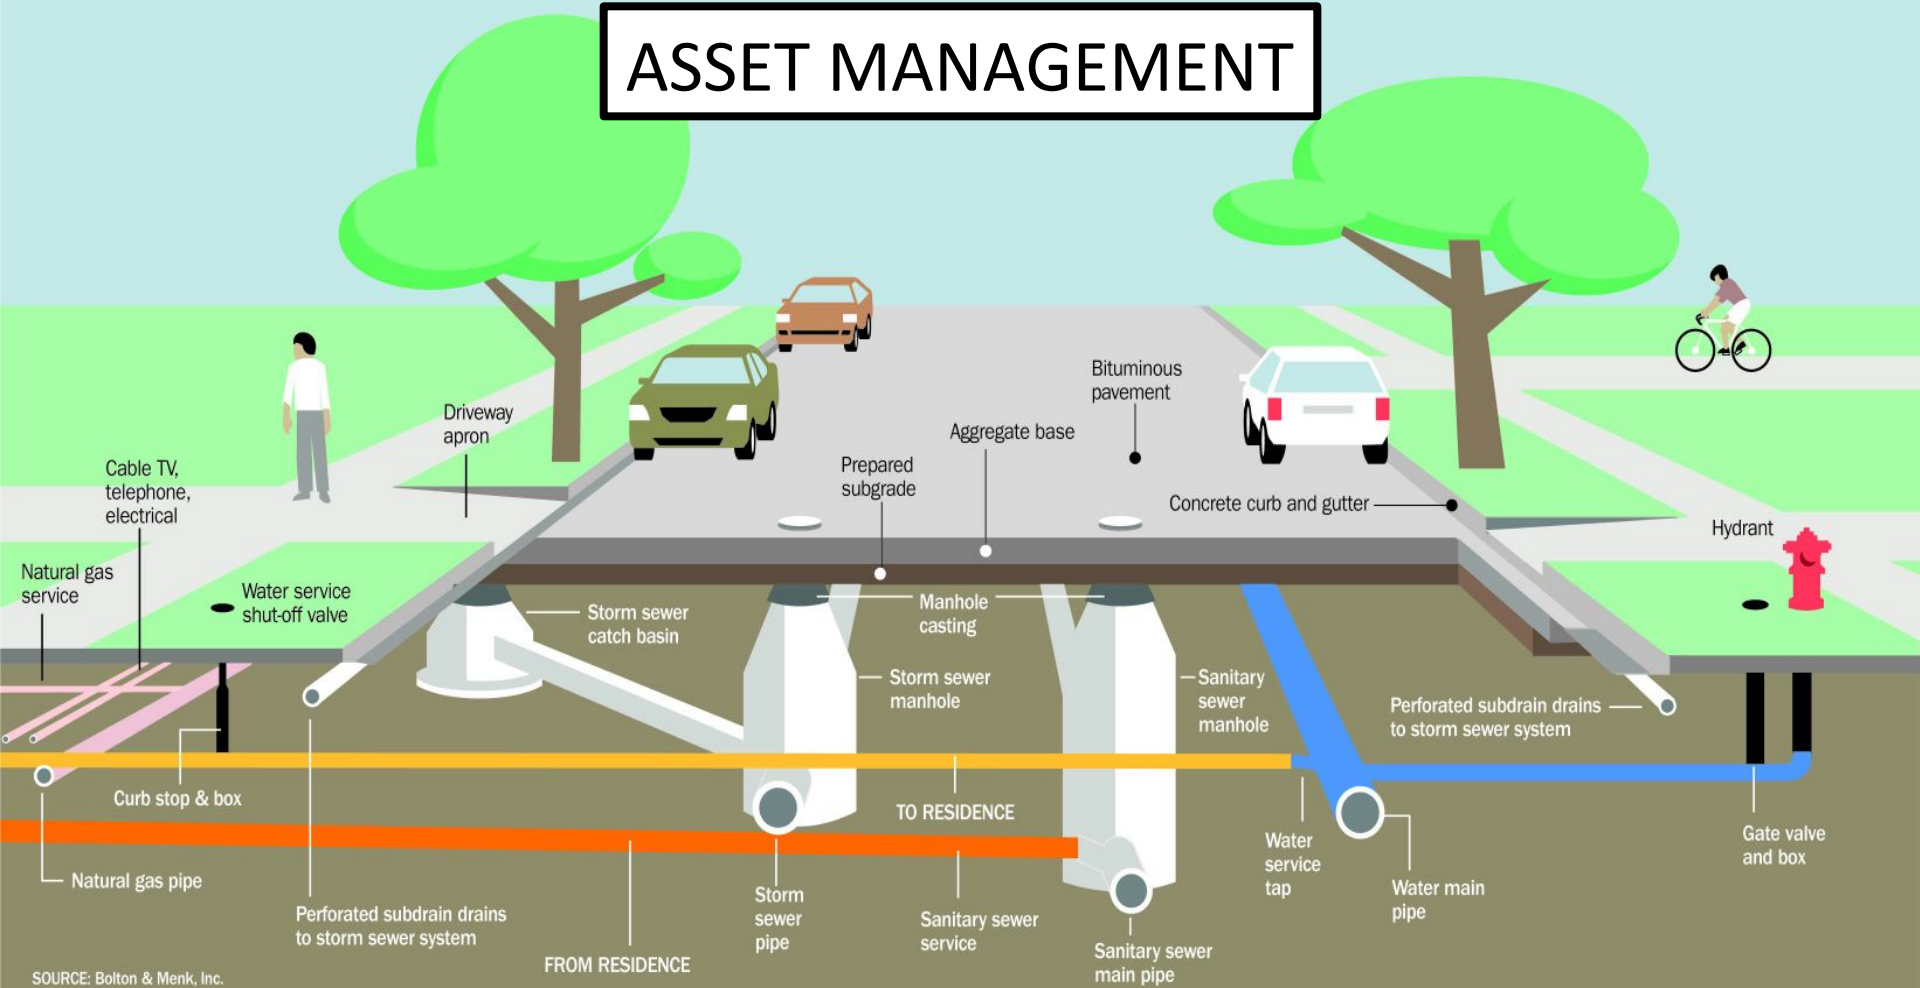 ASSET MANAGEMENT
Bituminous
pavement
Driveway
apron
Aggregate base
Cable TV,
telephone,
electrical
Prepared
subgrade
Concrete curb and gutter
Hydrant
Natural gas
service
Water service
shut-off valve
Storm sewer
catch basin
Manhole
casting
Storm sewer
manhole
Sanitary
sewer
manhole
Perforated subdrain drains
to storm sewer system
Curb stop & box
TO RESIDENCE
Water
service
tap
Gate valve
and box
Natural gas pipe
Water main
pipe
Perforated subdrain drains
to storm sewer system
Storm
sewer
pipe
Sanitary sewer
service
Sanitary sewer
main pipe
FROM RESIDENCE
SOURCE: Bolton & Menk, Inc.